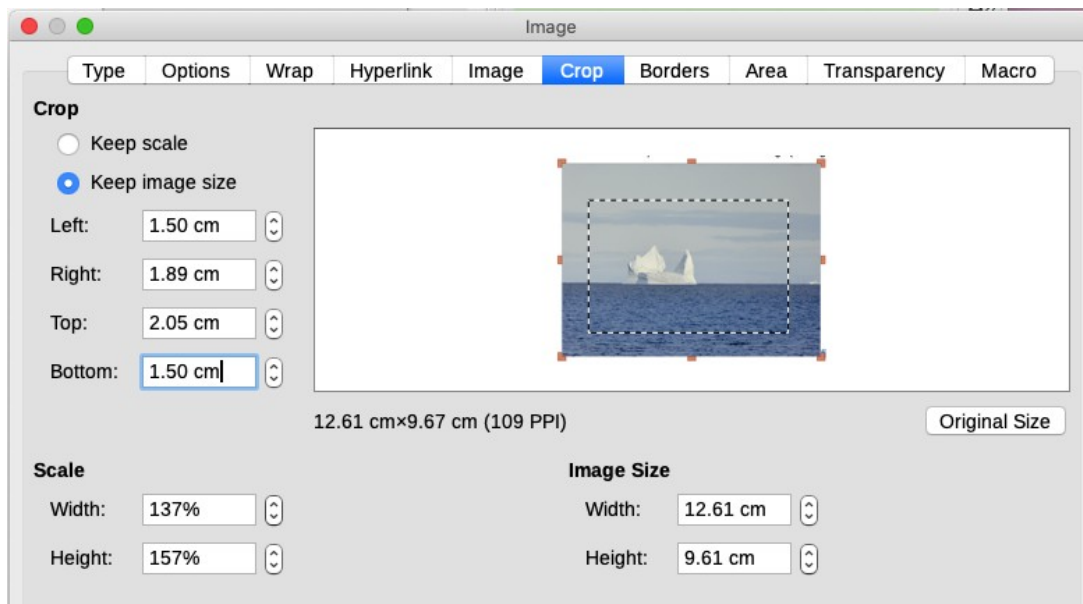 Image
Type Options Wrap Hyperlink Image Crop Borders Area Transparency Macro
Crop
Keep scale
Keep image size
Left: 1.50 cm
Right: 1.89 cm
Top: 2.05 cm
Bottom: 1.50 cm
12.61 cm×9.67 cm (109 PPI)
Original Size
Scale
Width: 137%
Height: 157%
Image Size
Width: 12.61 cm
Height: 9.61 cm